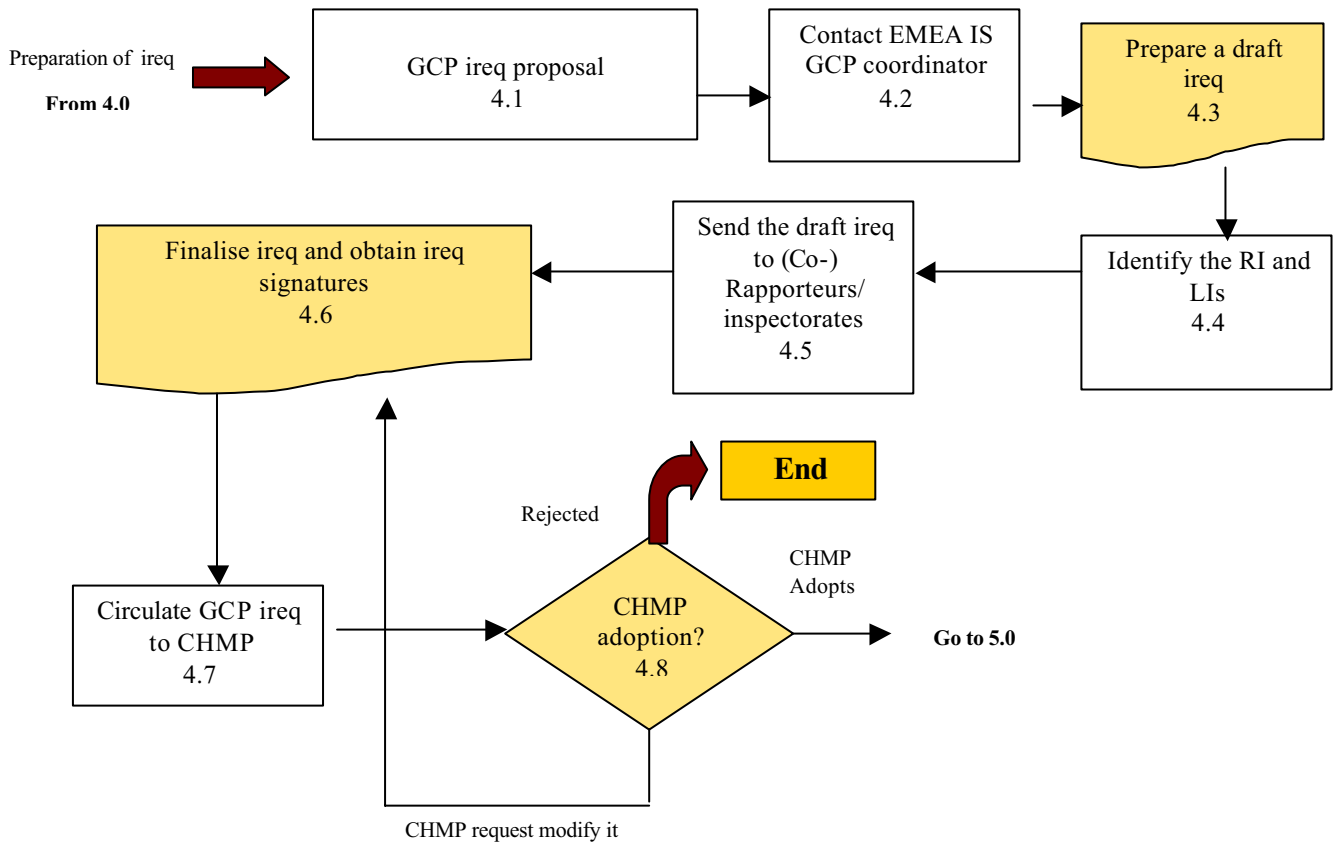 Preparation of ireq
From 4.0
GCP ireq proposal
4.1
Contact EMEA IS
GCP coordinator
4.2
Prepare a draft
ireq
4.3
Finalise ireq and obtain ireq
signatures
4.6
Send the draft ireq
to (Co-)
Rapporteurs/
inspectorates
4.5
Identify the RI and
LIs
4.4
End
Rejected
CHMP
Adopts
Circulate GCP ireq
to CHMP
4.7
CHMP
adoption?
4.8
Go to 5.0
CHMP request modify it